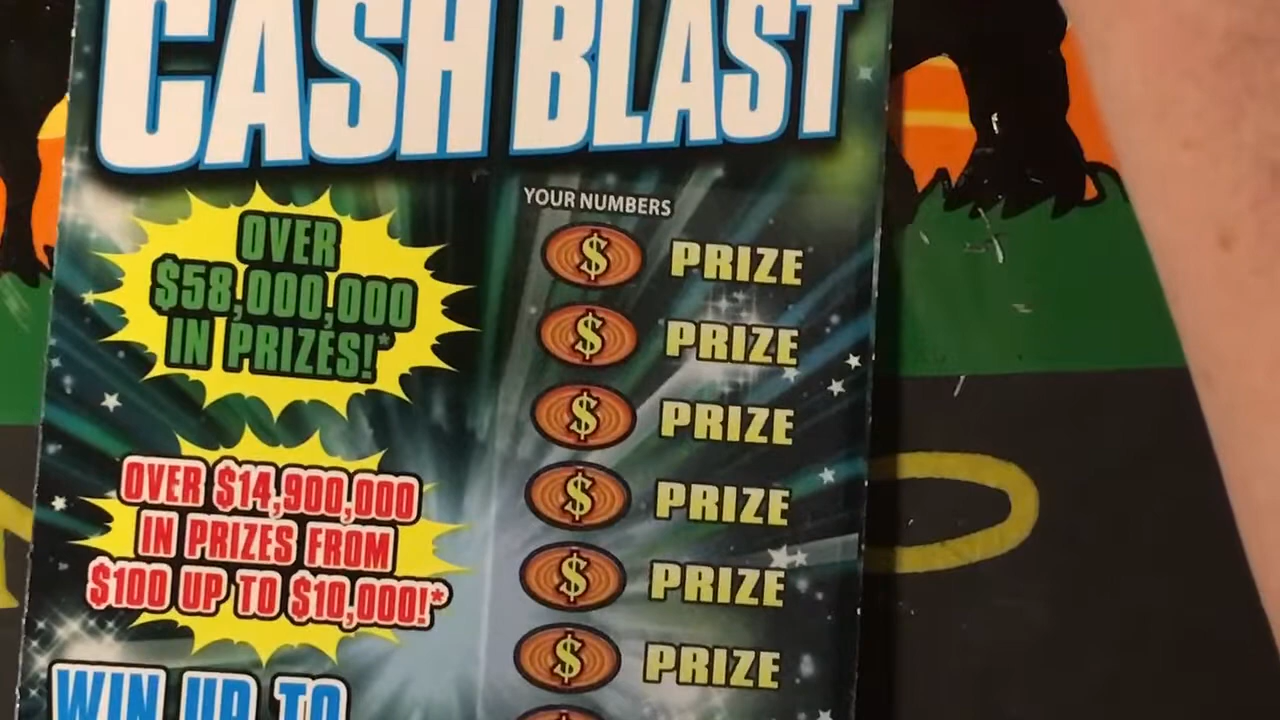 CASH BLAST
OVER
$58,000,000
IN PRIZES!*
OVER $14,900,000
IN PRIZES FROM
$100 UP TO $10,000!*
WIN UP TO
YOUR NUMBERS
$ PRIZE
$ PRIZE
$ PRIZE
$ PRIZE
$ PRIZE
$ PRIZE